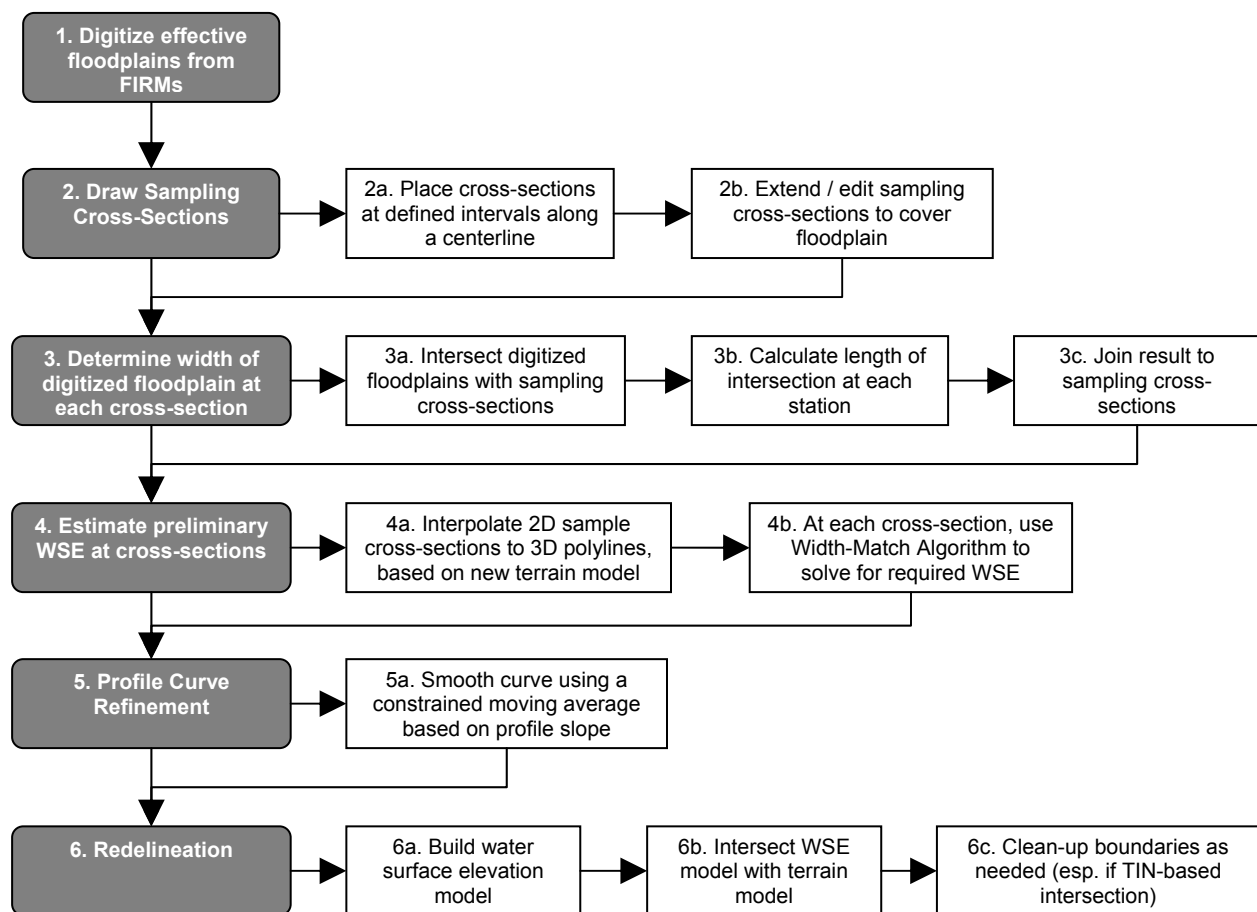 1. Digitize effective
floodplains from
FIRMs
2. Draw Sampling
Cross-Sections
2a. Place cross-sections
at defined intervals along
a centerline
2b. Extend / edit sampling
cross-sections to cover
floodplain
3. Determine width of
digitized floodplain at
each cross-section
3a. Intersect digitized
floodplains with sampling
cross-sections
3b. Calculate length of
intersection at each
station
3c. Join result to
sampling cross-
sections
4. Estimate preliminary
WSE at cross-sections
4a. Interpolate 2D sample
cross-sections to 3D polylines,
based on new terrain model
4b. At each cross-section, use
Width-Match Algorithm to
solve for required WSE
5. Profile Curve
Refinement
5a. Smooth curve using a
constrained moving average
based on profile slope
6. Redelineation
6a. Build water
surface elevation
model
6b. Intersect WSE
model with terrain
model
6c. Clean-up boundaries as
needed (esp. if TIN-based
intersection)